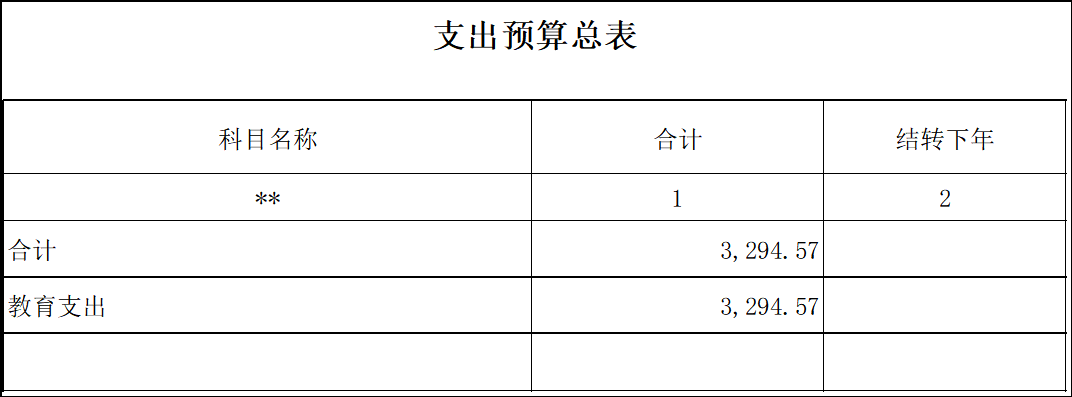 支出预算总表
科目名称 合计 结转下年
** 1 2
合计 3,294.57
教育支出 3,294.57